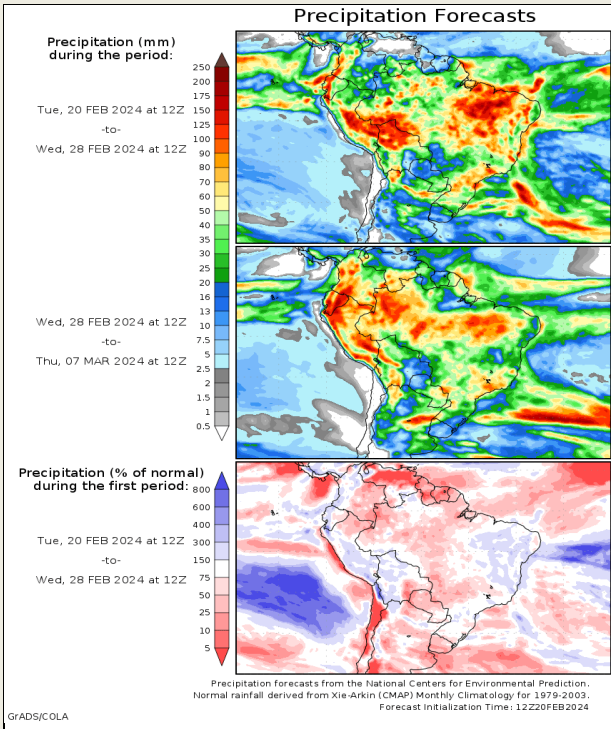 Precipitation Forecasts
Precipitation (mm)
during the period:
Tue, 20 FEB 2024 at 12Z
-to-
Wed, 28 FEB 2024 at 12Z
250
200
175
150
125
100
90
80
70
60
50
40
35
30
25
20
16
13
10
7.5
5
2.5
2
1.5
1
0.5
Wed, 28 FEB 2024 at 12Z
-to-
Thu, 07 MAR 2024 at 12Z
Precipitation (% of normal)
during the first period:
Tue, 20 FEB 2024 at 12Z
-to-
Wed, 28 FEB 2024 at 12Z
800
600
400
300
150
75
50
25
10
5
Precipitation forecasts from the National Centers for Environmental Prediction.
Normal rainfall derived from Xie-Arkin (CMAP) Monthly Climatology for 1979-2003.
Forecast Initialization Time: 12Z20FEB2024
GrADS/COLA